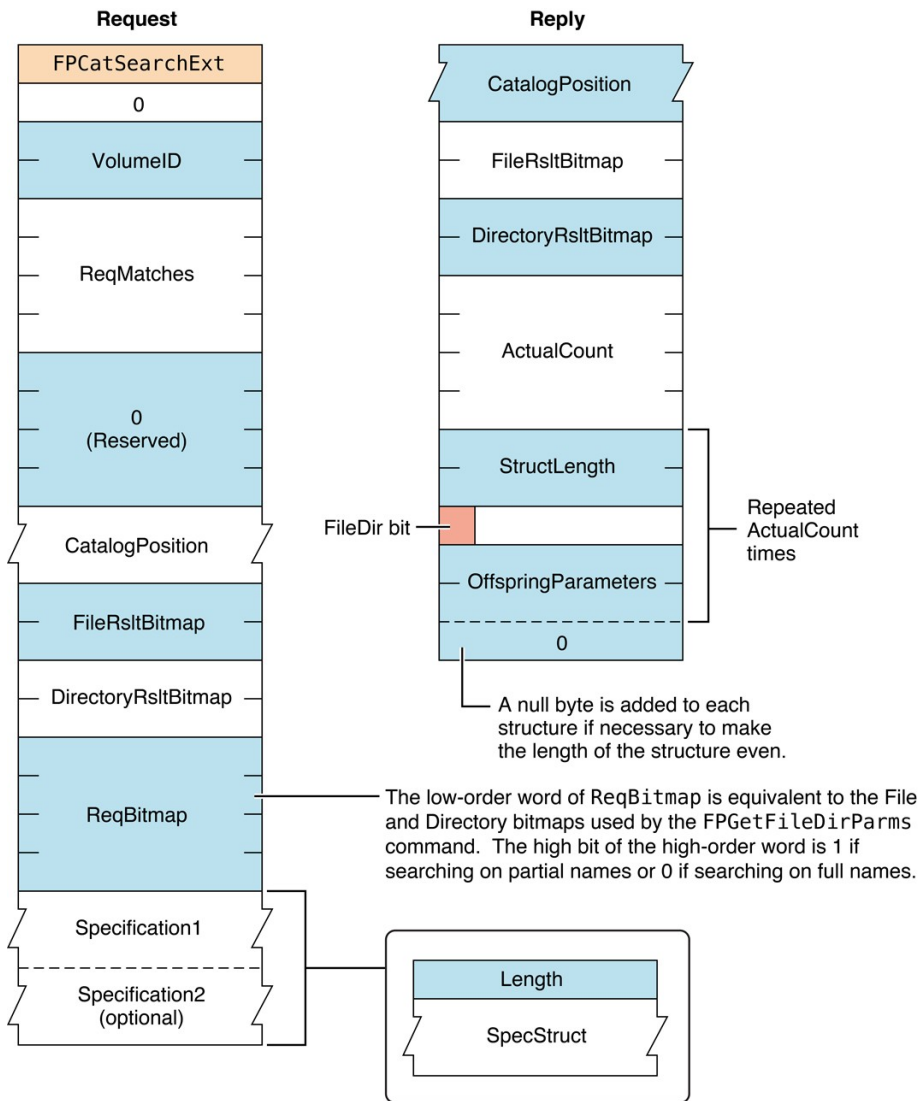 Request
FPCatSearchExt
0
VolumeID
ReqMatches
0
(Reserved)
CatalogPosition
FileRsltBitmap
DirectoryRsltBitmap
ReqBitmap
Specification1
Specification2
(optional)
Reply
CatalogPosition
FileRsltBitmap
DirectoryRsltBitmap
ActualCount
StructLength
FileDir bit
OffspringParameters
0
Repeated
ActualCount
times
A null byte is added to each
structure if necessary to make
the length of the structure even.
The low-order word of ReqBitmap is equivalent to the File
and Directory bitmaps used by the FPGetFileDirParms
command. The high bit of the high-order word is 1 if
searching on partial names or 0 if searching on full names.
Length
SpecStruct